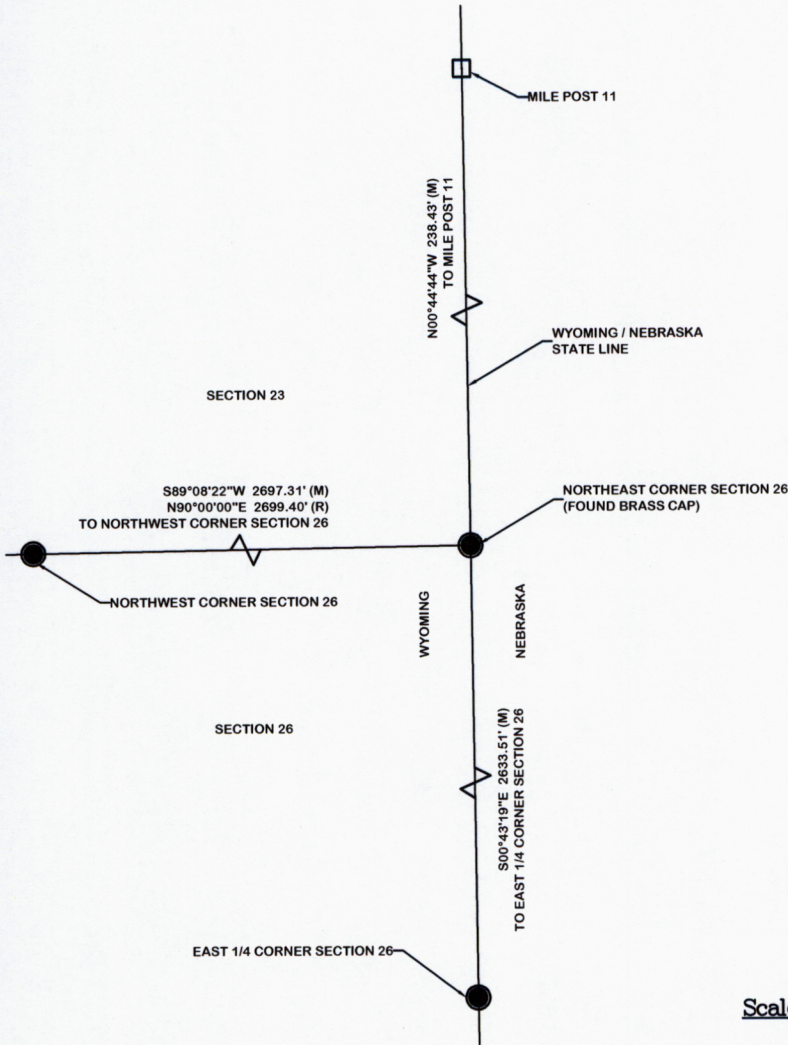 MILE POST 11
N00°44'44"W 238.43' (M)
TO MILE POST 11
WYOMING / NEBRASKA
STATE LINE
SECTION 23
S89°08'22"W 2697.31' (M)
N90°00'00"E 2699.40' (R)
TO NORTHWEST CORNER SECTION 26
NORTHEAST CORNER SECTION 26
(FOUND BRASS CAP)
NORTHWEST CORNER SECTION 26
WYOMING
NEBRASKA
SECTION 26
S00°43'19"E 2633.51' (M)
TO EAST 1/4 CORNER SECTION 26
EAST 1/4 CORNER SECTION 26